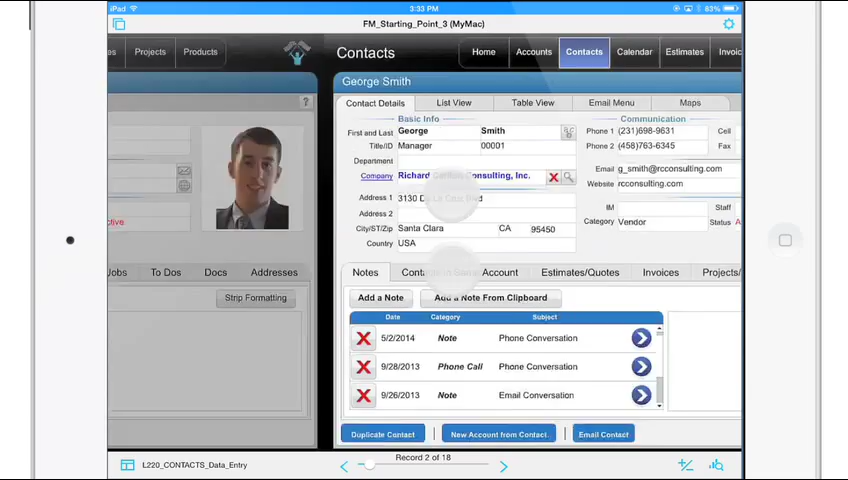 iPad 3:33 PM 83%
FM_Starting_Point_3 (MyMac)
Projects Products Contacts Home Accounts Contacts Calendar Estimates Invoic
George Smith
?
Contact Details List View Table View Email Menu Maps
Basic Info Communication
First and Last George Smith Phone 1 (231)698-9631 Cell
Title/ID Manager 00001 Phone 2 (458)763-6345 Fax
Department
Company Richard Consulting, Inc. Email g_smith@rcconsulting.com
Website rcconsulting.com
Address 1 3130 De La Cruz Blvd
Address 2 IM Staff
ctive City/ST/Zip Santa Clara CA 95450 Category Vendor Status A
Country USA
Jobs To Dos Docs Addresses Notes Contacts Account Estimates/Quotes Invoices Projects/
Strip Formatting Add a Note Add a Note From Clipboard
Date Category Subject
5/2/2014 Note Phone Conversation
9/28/2013 Phone Call Phone Conversation
9/26/2013 Note Email Conversation
Duplicate Contact New Account from Contact Email Contact
L220_CONTACTS_Data_Entry Record 2 of 18